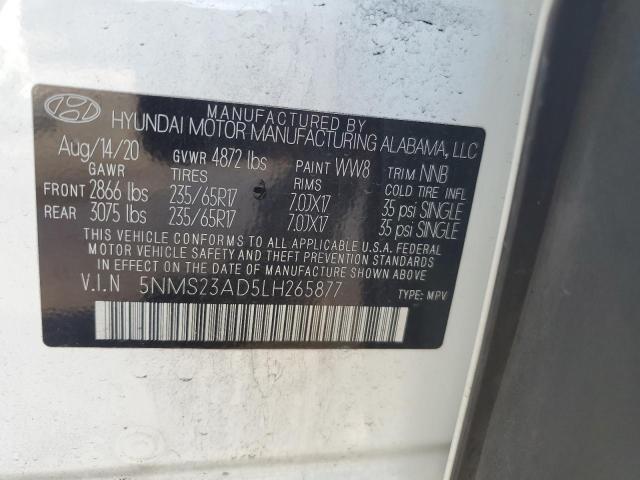 MANUFACTURED BY
HYUNDAI MOTOR MANUFACTURING ALABAMA, LLC
Aug/14/20 GVWR 4872 lbs PAINT WW8 TRIM NNB
GAWR TIRES RIMS COLD TIRE INFL
FRONT 2866 lbs 235/65R17 7.0JX17 35 psi SINGLE
REAR 3075 lbs 235/65R17 7.0JX17 35 psi SINGLE
THIS VEHICLE CONFORMS TO ALL APPLICABLE U.S.A. FEDERAL
MOTOR VEHICLE SAFETY, BUMPER, AND THEFT PREVENTION STANDARDS
IN EFFECT ON THE DATE OF MANUFACTURE SHOWN ABOVE.
V.I.N 5NMS23AD5LH265877 TYPE: MPV